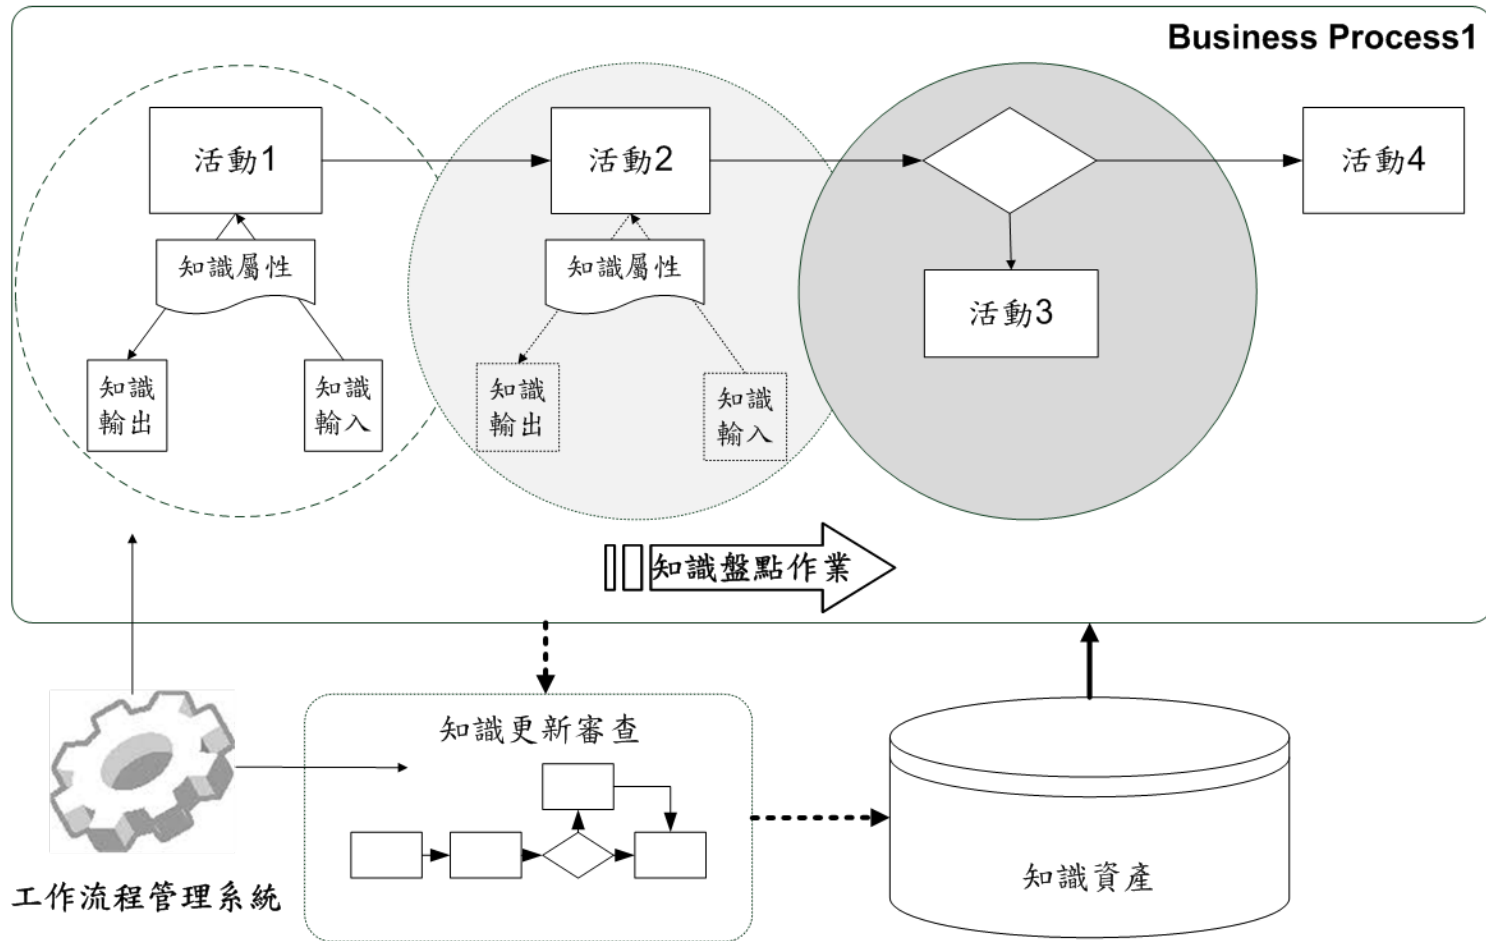 Business Process1
活動1
活動2
活動4
知識屬性
知識屬性
活動3
知識
輸出
知識
輸入
知識
輸出
知識
輸入
知識盤點作業
知識更新審查
工作流程管理系統
知識資產